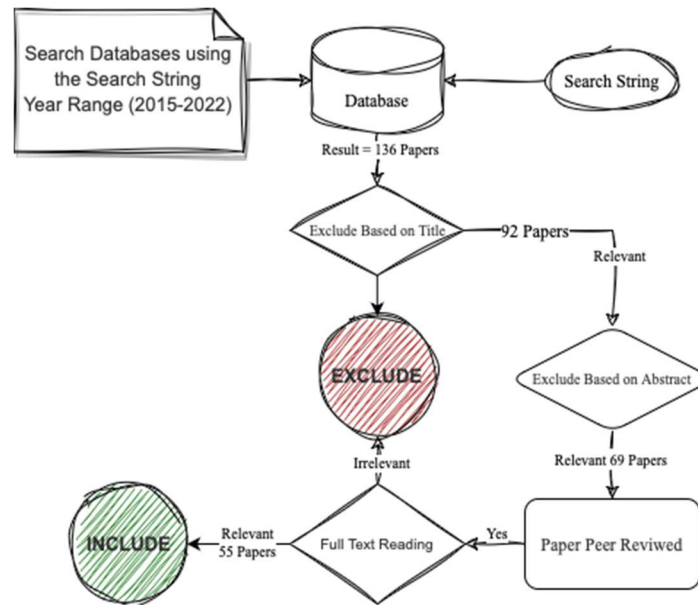 Search Databases using
the Search String
Year Range (2015-2022)
Database
Search String
Result = 136 Papers
Exclude Based on Title
92 Papers
Relevant
EXCLUDE
Exclude Based on Abstract
Irrelevant
Relevant 69 Papers
INCLUDE
Relevant
55 Papers
Full Text Reading
Yes
Paper Peer Reviwed